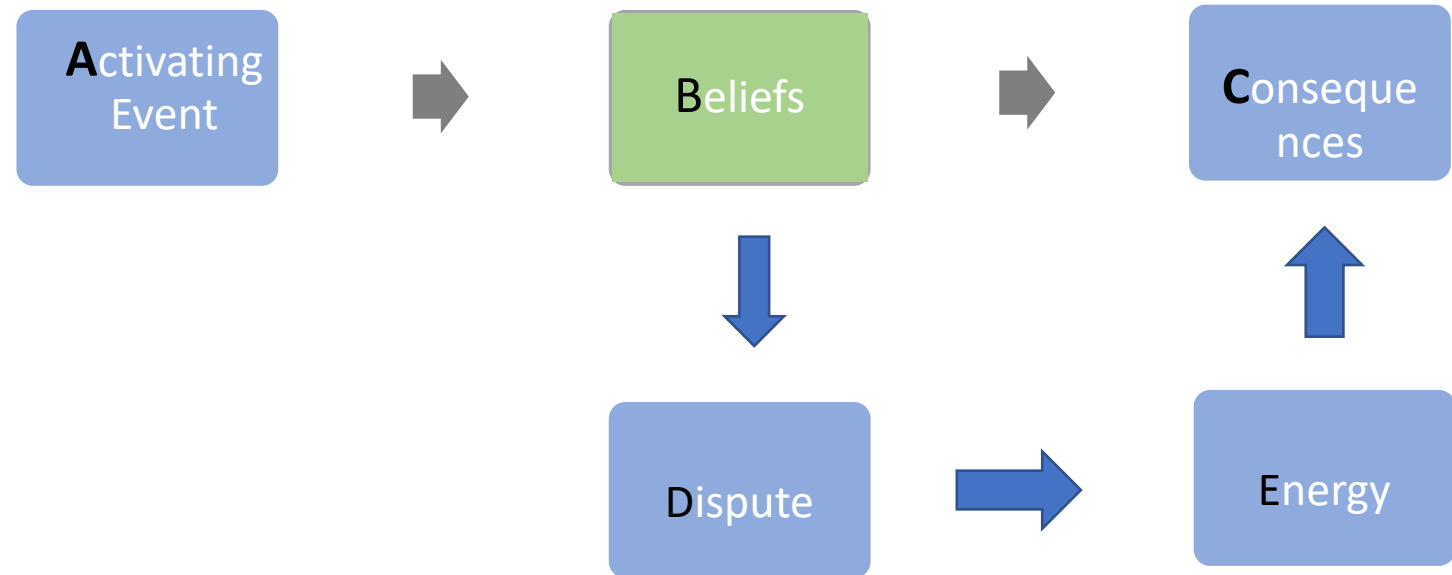 Activating
Event
Beliefs
Conseque
nces
Dispute
Energy